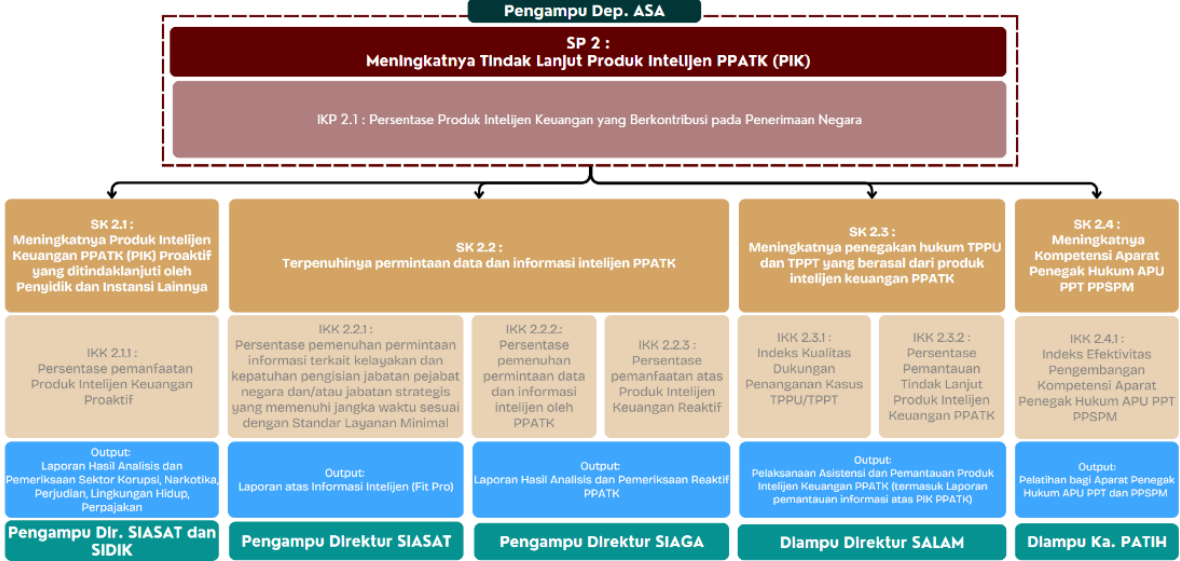 Pengampu Dep. ASA
SP 2 :
Meningkatnya Tindak Lanjut Produk Intelijen PPATK (PIK)
IKP 2.1 : Persentase Produk Intelijen Keuangan yang Berkontribusi pada Penerimaan Negara
SK 2.1 :
Meningkatnya Produk Intelijen
Keuangan PPATK (PIK) Proaktif
yang ditindaklanjuti oleh
Penyidik dan Instansi Lainnya
SK 2.2 :
Terpenuhinya permintaan data dan informasi intelijen PPATK
SK 2.3 :
Meningkatnya penegakan hukum TPPU
dan TPPT yang berasal dari produk
intelijen keuangan PPATK
SK 2.4 :
Meningkatnya
Kompetensi Aparat
Penegak Hukum APU
PPT PPSPM
IKK 2.1.1 :
Persentase pemanfaatan
Produk Intelijen Keuangan
Proaktif
IKK 2.2.1 :
Persentase pemenuhan permintaan
informasi terkait kelayakan dan
kepatuhan pengisian jabatan pejabat
negara dan/atau jabatan strategis
yang memenuhi jangka waktu sesuai
dengan Standar Layanan Minimal
IKK 2.2.2.:
Persentase
pemenuhan
permintaan data
dan informasi
intelijen oleh
PPATK
IKK 2.2.3 :
Persentase
pemanfaatan atas
Produk Intelijen
Keuangan Reaktif
IKK 2.3.1 :
Indeks Kualitas
Dukungan
Penanganan Kasus
TPPU/TPPT
IKK 2.3.2 :
Persentase
Pemantauan
Tindak Lanjut
Produk Intelijen
Keuangan PPATK
IKK 2.4.1 :
Indeks Efektivitas
Pengembangan
Kompetensi Aparat
Penegak Hukum APU PPT
PPSPM
Output:
Laporan Hasil Analisis dan
Pemeriksaan Sektor Korupsi, Narkotika,
Perjudian, Lingkungan Hidup,
Perpajakan
Output:
Laporan atas Informasi Intelijen (Fit Pro)
Output:
Laporan Hasil Analisis dan Pemeriksaan Reaktif
PPATK
Output:
Pelaksanaan Asistensi dan Pemantauan Produk
Intelijen Keuangan PPATK (termasuk Laporan
pemantauan informasi atas PIK PPATK)
Output:
Pelatihan bagi Aparat Penegak
Hukum APU PPT dan PPSPM
Pengampu Dir. SIASAT dan
SIDIK
Pengampu Direktur SIASAT
Pengampu Direktur SIAGA
Diampu Direktur SALAM
Diampu Ka. PATIH